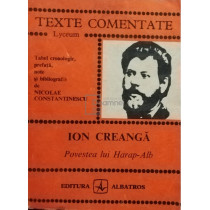 TEXTE COMENTATE
Lyceum
Tabel cronologic,
prefață,
note
și bibliografie
de
NICOLAE
CONSTANTINESCU
ION CREANGĂ
Povestea lui Harap-Alb
EDITURA
ALBATROS